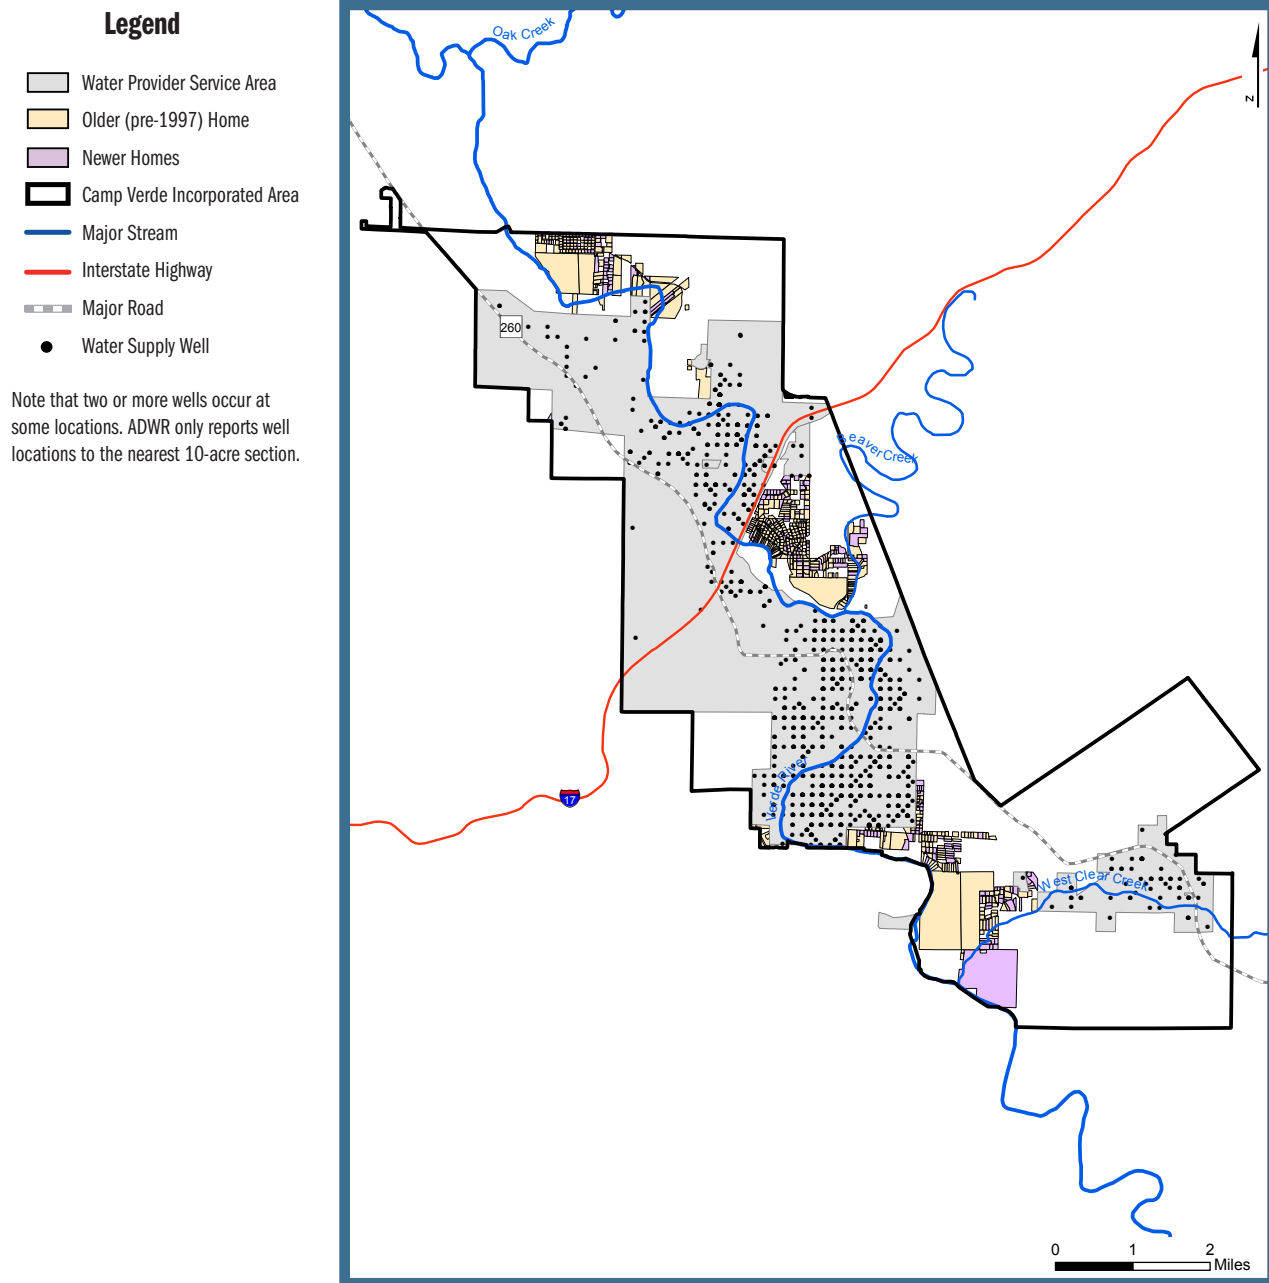 Legend
Water Provider Service Area
Older (pre-1997) Home
Newer Homes
Camp Verde Incorporated Area
Major Stream
Interstate Highway
Major Road
Water Supply Well
Note that two or more wells occur at
some locations. ADWR only reports well
locations to the nearest 10-acre section.
Oak Creek
z
260
eaver Creek
Verde River
17
West Clear Creek
0 1 2
Miles